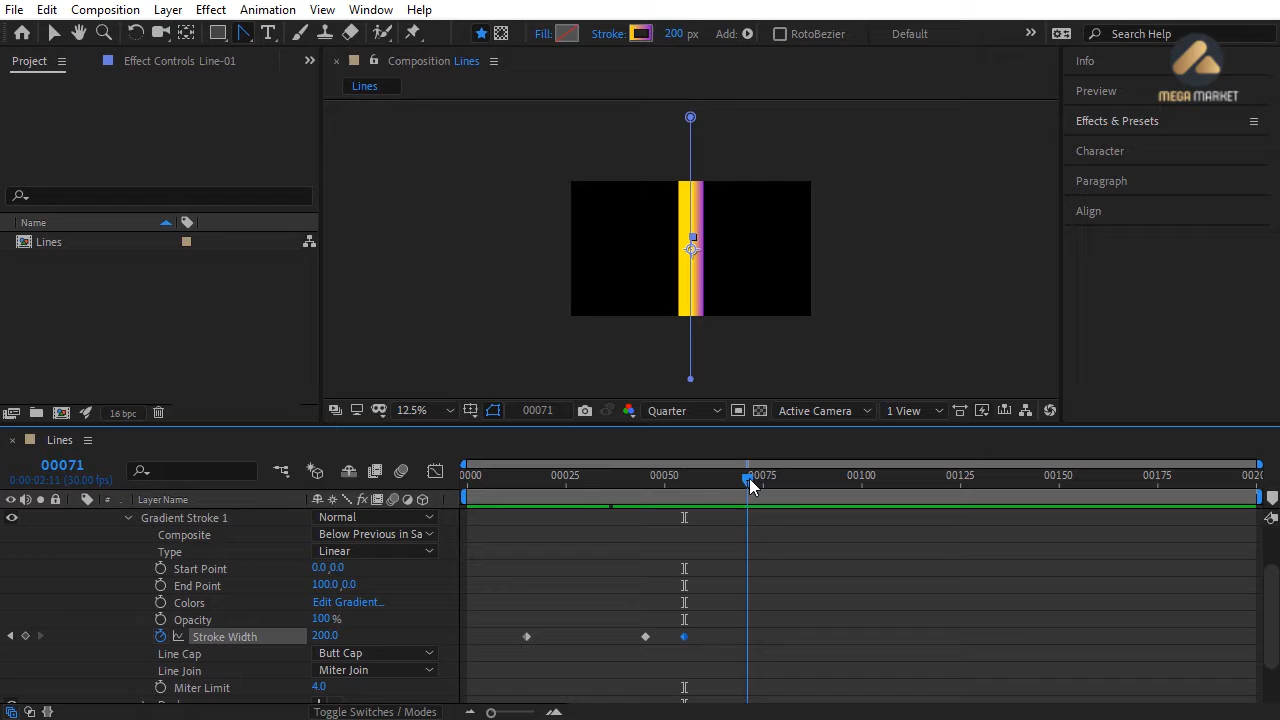 File Edit Composition Layer Effect Animation View Window Help
Fill: Stroke: 200 px Add: RotoBezier Default Search Help
MEGA MARKET
Project Effect Controls Line-01 Composition Lines Info
Lines
Preview
Effects & Presets
Character
Paragraph
Align
Name
Lines
16 bpc 12.5% 00071 Quarter Active Camera 1 View
Lines
00071
0:00:02:11 (30.00 fps)
0000 00025 00050 00075 00100 00125 00150 00175 0020
# Layer Name
Gradient Stroke 1 Normal
Composite Below Previous in Sa
Type Linear
Start Point 0.0,0.0
End Point 100.0,0.0
Colors Edit Gradient...
Opacity 100%
Stroke Width 200.0
Line Cap Butt Cap
Line Join Miter Join
Miter Limit 4.0
Toggle Switches / Modes